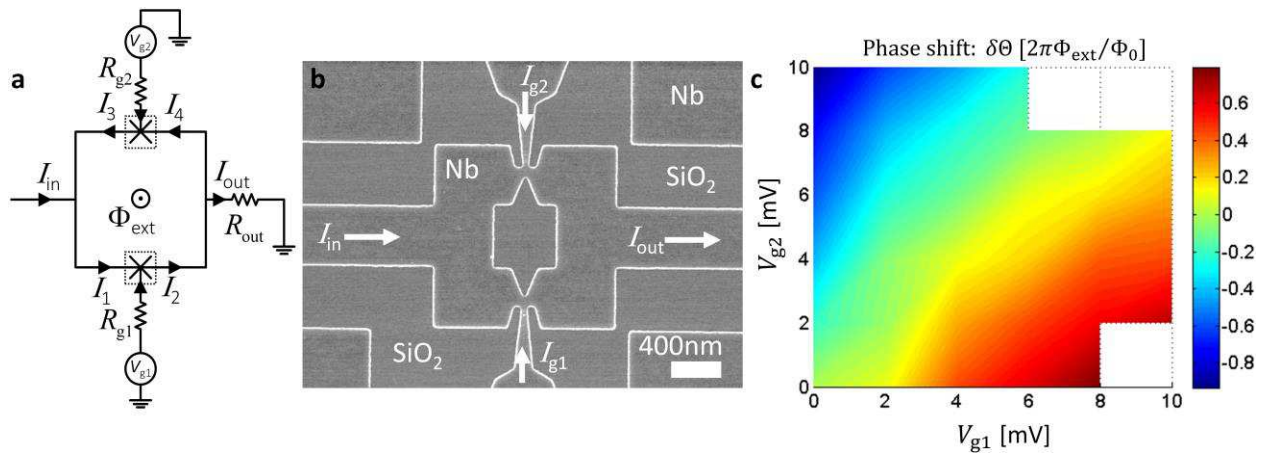 a
V_g2
R_g2
I_3
I_4
I_in
Φ_ext
I_out
R_out
I_1
I_2
R_g1
V_g1
b
I_g2
Nb
Nb
SiO₂
I_in
I_out
SiO₂
I_g1
400nm
c
Phase shift: δΘ [2πΦ_ext/Φ_0]
10
8
6
4
2
0
V_g2 [mV]
0
2
4
6
8
10
V_g1 [mV]
0.6
0.4
0.2
0
-0.2
-0.4
-0.6
-0.8